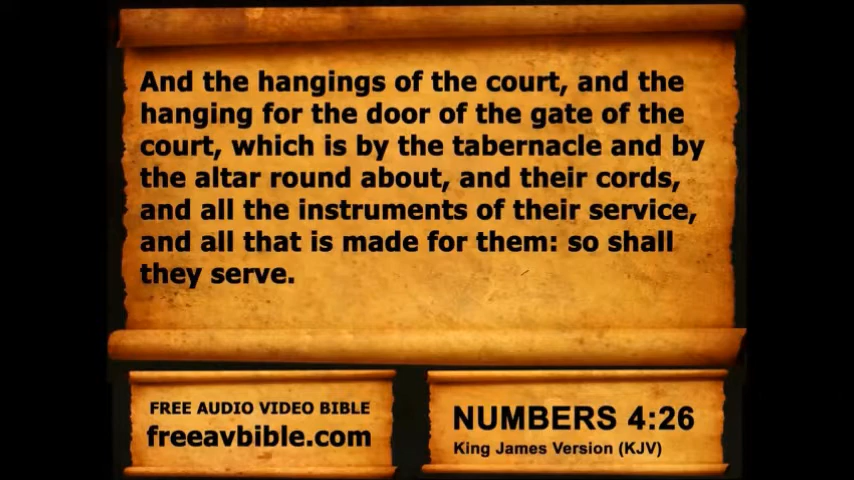 And the hangings of the court, and the
hanging for the door of the gate of the
court, which is by the tabernacle and by
the altar round about, and their cords,
and all the instruments of their service,
and all that is made for them: so shall
they serve.
FREE AUDIO VIDEO BIBLE
freeavbible.com
NUMBERS 4:26
King James Version (KJV)